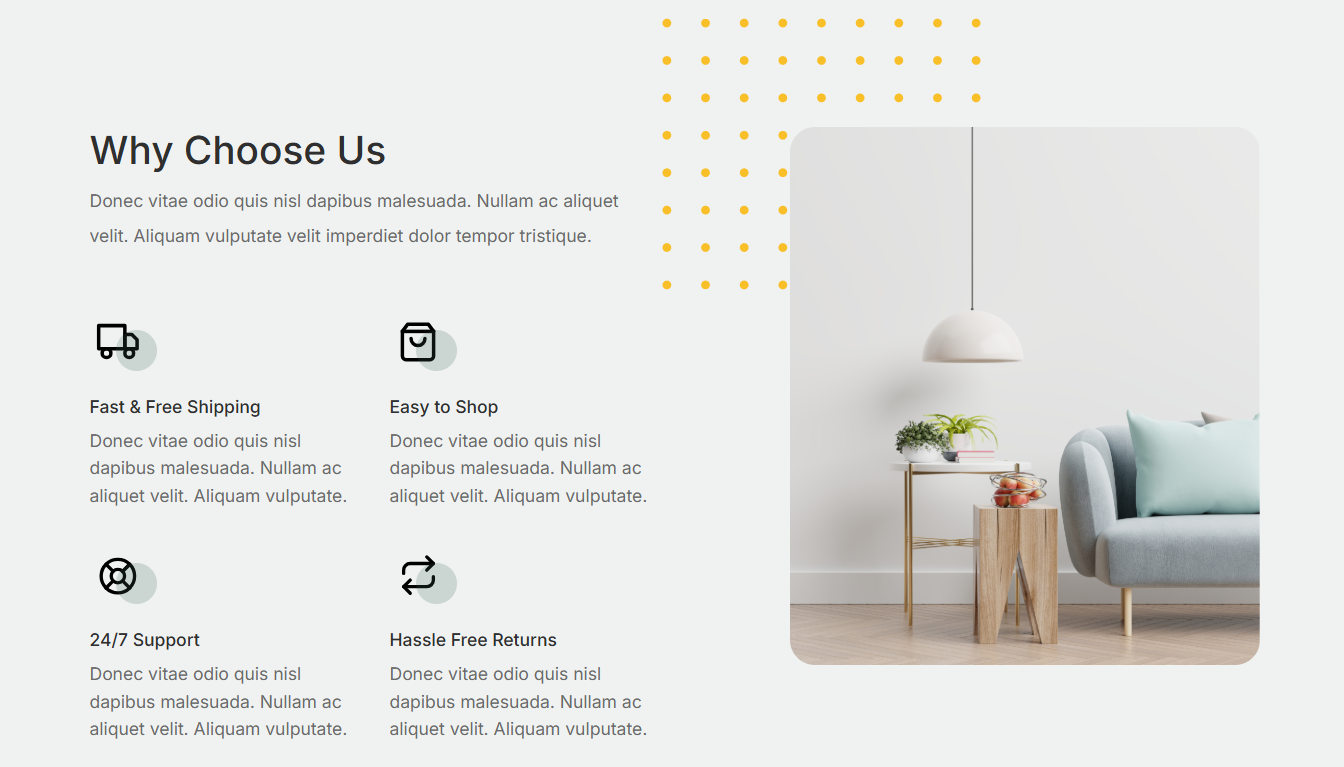 Why Choose Us
Donec vitae odio quis nisl dapibus malesuada. Nullam ac aliquet
velit. Aliquam vulputate velit imperdiet dolor tempor tristique.
Fast & Free Shipping
Donec vitae odio quis nisl
dapibus malesuada. Nullam ac
aliquet velit. Aliquam vulputate.
Easy to Shop
Donec vitae odio quis nisl
dapibus malesuada. Nullam ac
aliquet velit. Aliquam vulputate.
24/7 Support
Donec vitae odio quis nisl
dapibus malesuada. Nullam ac
aliquet velit. Aliquam vulputate.
Hassle Free Returns
Donec vitae odio quis nisl
dapibus malesuada. Nullam ac
aliquet velit. Aliquam vulputate.